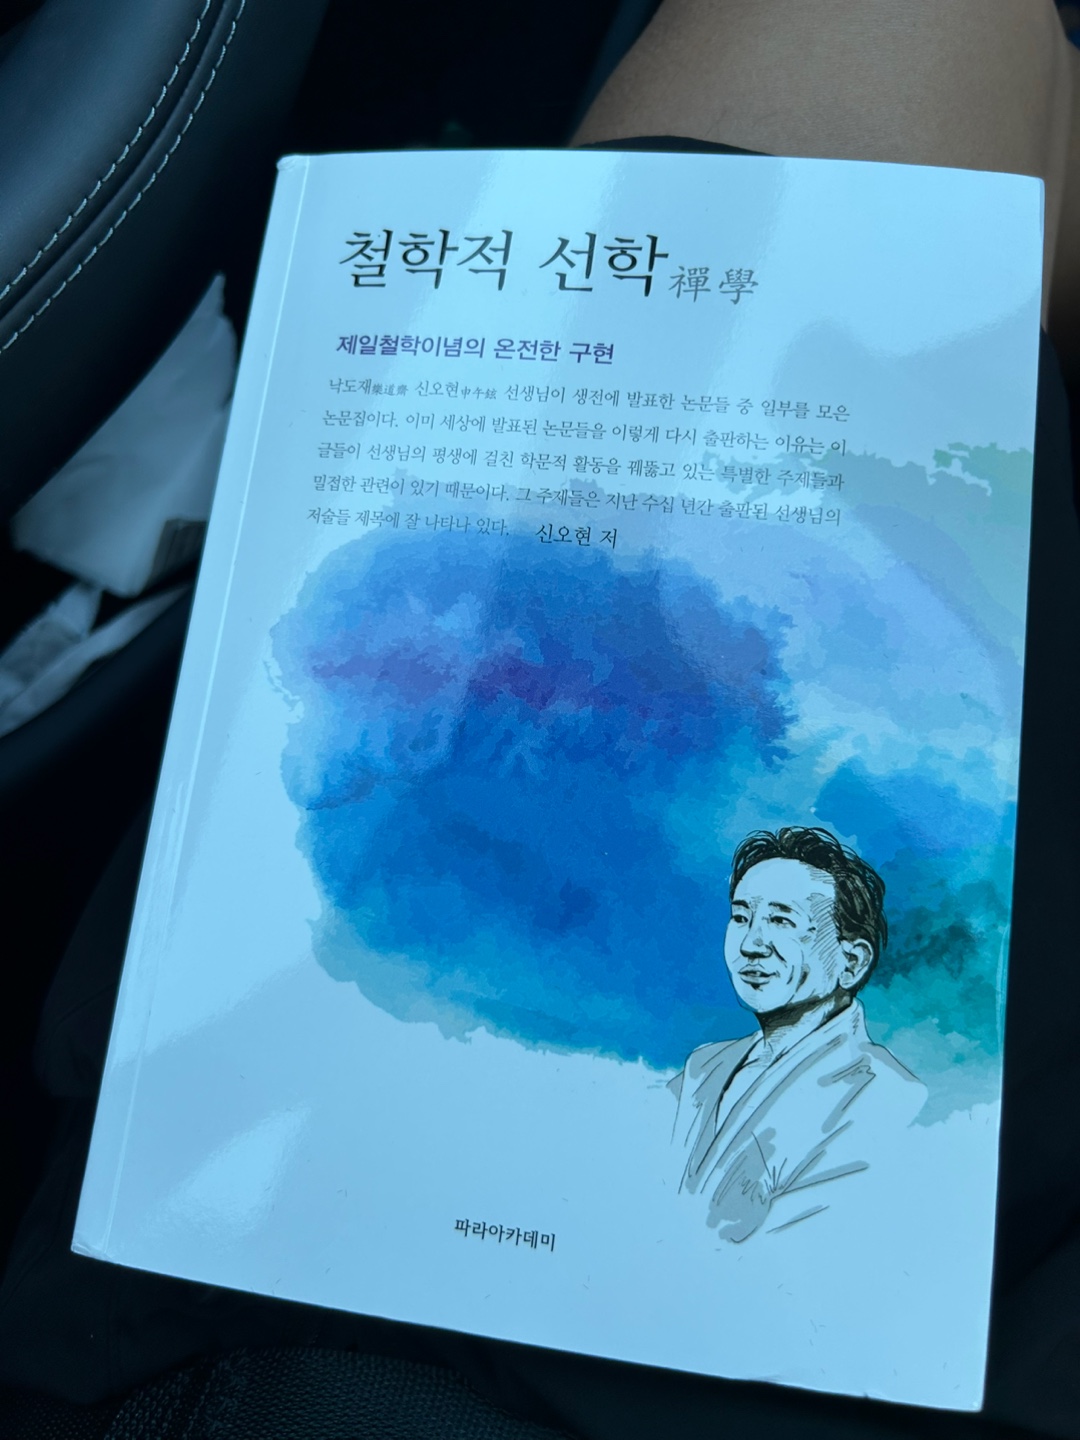 철학적 선학禪學
제일철학이념의 온전한 구현
낙도재樂道齋 신오현申午鉉 선생님이 생전에 발표한 논문들 중 일부를 모은
논문집이다. 이미 세상에 발표된 논문들을 이렇게 다시 출판하는 이유는 이
글들이 선생님의 평생에 걸친 학문적 활동을 꿰뚫고 있는 특별한 주제들과
밀접한 관련이 있기 때문이다. 그 주제들은 지난 수십 년간 출판된 선생님의
저술들 제목에 잘 나타나 있다.
신오현 저
파라아카데미